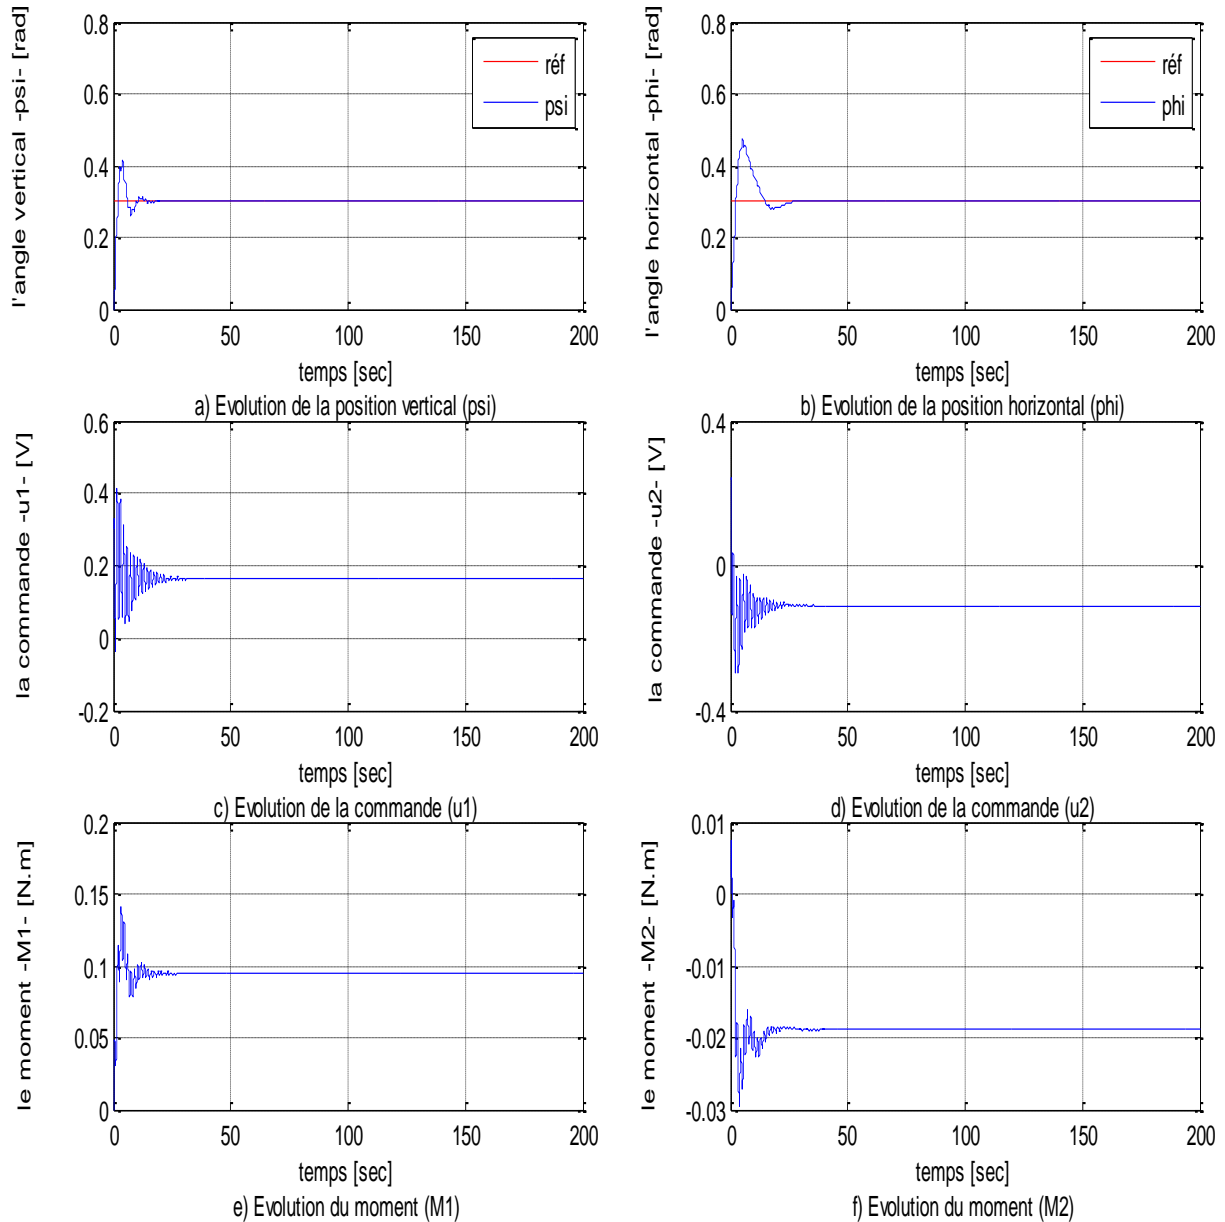 l'angle vertical -psi- [rad]
0.8
0.6
0.4
0.2
0
réf
psi
0 50 100 150 200
temps [sec]
a) Evolution de la position vertical (psi)
l'angle horizontal -phi- [rad]
0.8
0.6
0.4
0.2
0
réf
phi
0 50 100 150 200
temps [sec]
b) Evolution de la position horizontal (phi)
la commande -u1- [V]
0.6
0.4
0.2
0
-0.2
0 50 100 150 200
temps [sec]
c) Evolution de la commande (u1)
la commande -u2- [V]
0.4
0
-0.4
0 50 100 150 200
temps [sec]
d) Evolution de la commande (u2)
le moment -M1- [N.m]
0.2
0.15
0.1
0.05
0
0 50 100 150 200
temps [sec]
e) Evolution du moment (M1)
le moment -M2- [N.m]
0.01
0
-0.01
-0.02
-0.03
0 50 100 150 200
temps [sec]
f) Evolution du moment (M2)